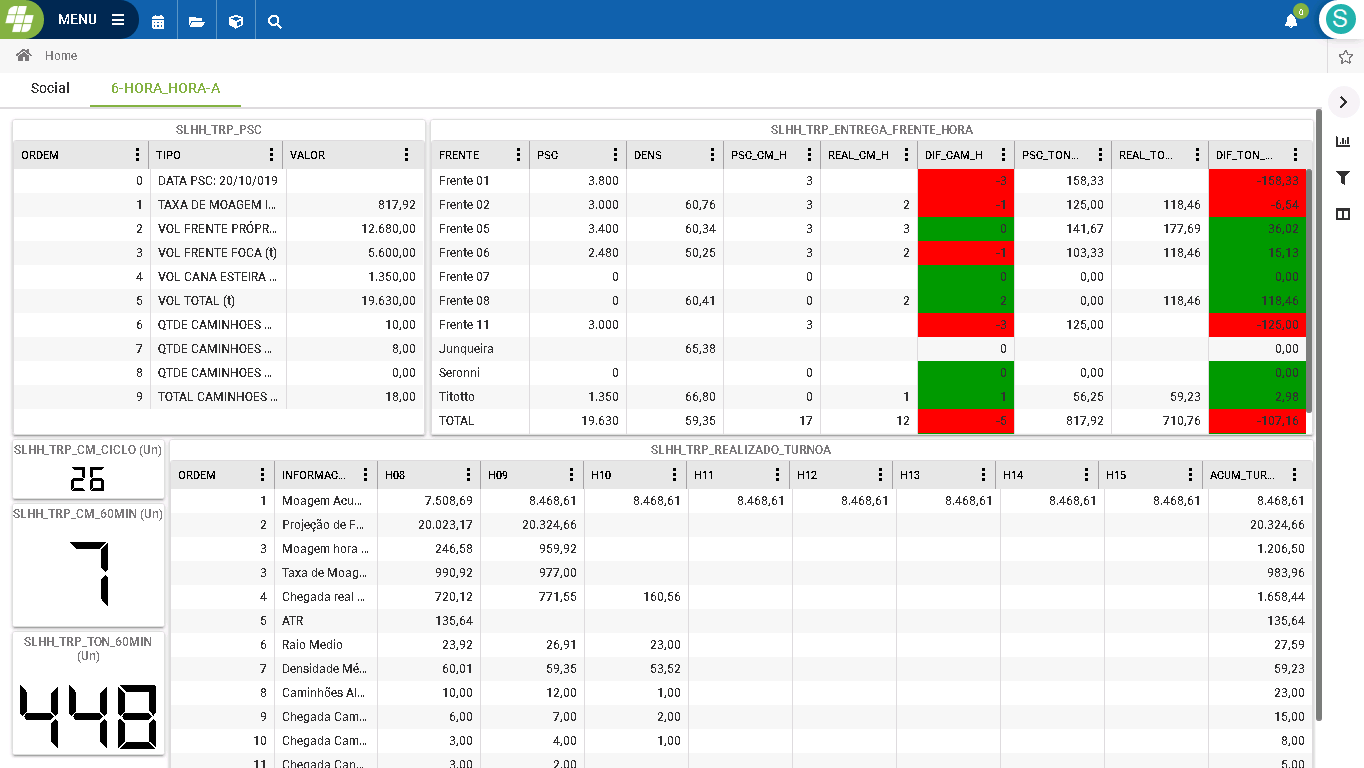 MENU
0
S
Home
Social 6-HORA_HORA-A
SLHH_TRP_PSC
ORDEM TIPO VALOR
0 DATA PSC: 20/10/019
1 TAXA DE MOAGEM I... 817,92
2 VOL FRENTE PRÓPR... 12.680,00
3 VOL FRENTE FOCA (t) 5.600,00
4 VOL CANA ESTEIRA ... 1.350,00
5 VOL TOTAL (t) 19.630,00
6 QTDE CAMINHOES ... 10,00
7 QTDE CAMINHOES ... 8,00
8 QTDE CAMINHOES ... 0,00
9 TOTAL CAMINHOES ... 18,00
SLHH_TRP_ENTREGA_FRENTE_HORA
FRENTE PSC DENS PSC_CM_H REAL_CM_H DIF_CAM_H PSC_TON... REAL_TO... DIF_TON_...
Frente 01 3.800 3 -3 158,33 -158,33
Frente 02 3.000 60,76 3 2 -1 125,00 118,46 -6,54
Frente 05 3.400 60,34 3 3 0 141,67 177,69 36,02
Frente 06 2.480 50,25 3 2 -1 103,33 118,46 15,13
Frente 07 0 0 0 0,00 0,00
Frente 08 0 60,41 0 2 2 0,00 118,46 118,46
Frente 11 3.000 3 -3 125,00 -125,00
Junqueira 65,38 0 0,00
Seronni 0 0 0 0,00 0,00
Titotto 1.350 66,80 0 1 1 56,25 59,23 2,98
TOTAL 19.630 59,35 17 12 -5 817,92 710,76 -107,16
SLHH_TRP_CM_CICLO (Un)
26
SLHH_TRP_CM_60MIN (Un)
7
SLHH_TRP_TON_60MIN
(Un)
448
SLHH_TRP_REALIZADO_TURNOA
ORDEM INFORMAC... H08 H09 H10 H11 H12 H13 H14 H15 ACUM_TUR...
1 Moagem Acu... 7.508,69 8.468,61 8.468,61 8.468,61 8.468,61 8.468,61 8.468,61 8.468,61 8.468,61
2 Projeção de F... 20.023,17 20.324,66 20.324,66
3 Moagem hora ... 246,58 959,92 1.206,50
3 Taxa de Moag... 990,92 977,00 983,96
4 Chegada real ... 720,12 771,55 160,56 1.658,44
5 ATR 135,64 135,64
6 Raio Medio 23,92 26,91 23,00 27,59
7 Densidade Mé... 60,01 59,35 53,52 59,23
8 Caminhões Al... 10,00 12,00 1,00 23,00
9 Chegada Cam... 6,00 7,00 2,00 15,00
10 Chegada Cam... 3,00 4,00 1,00 8,00
11 Chegada Can... 3,00 2,00 5,00